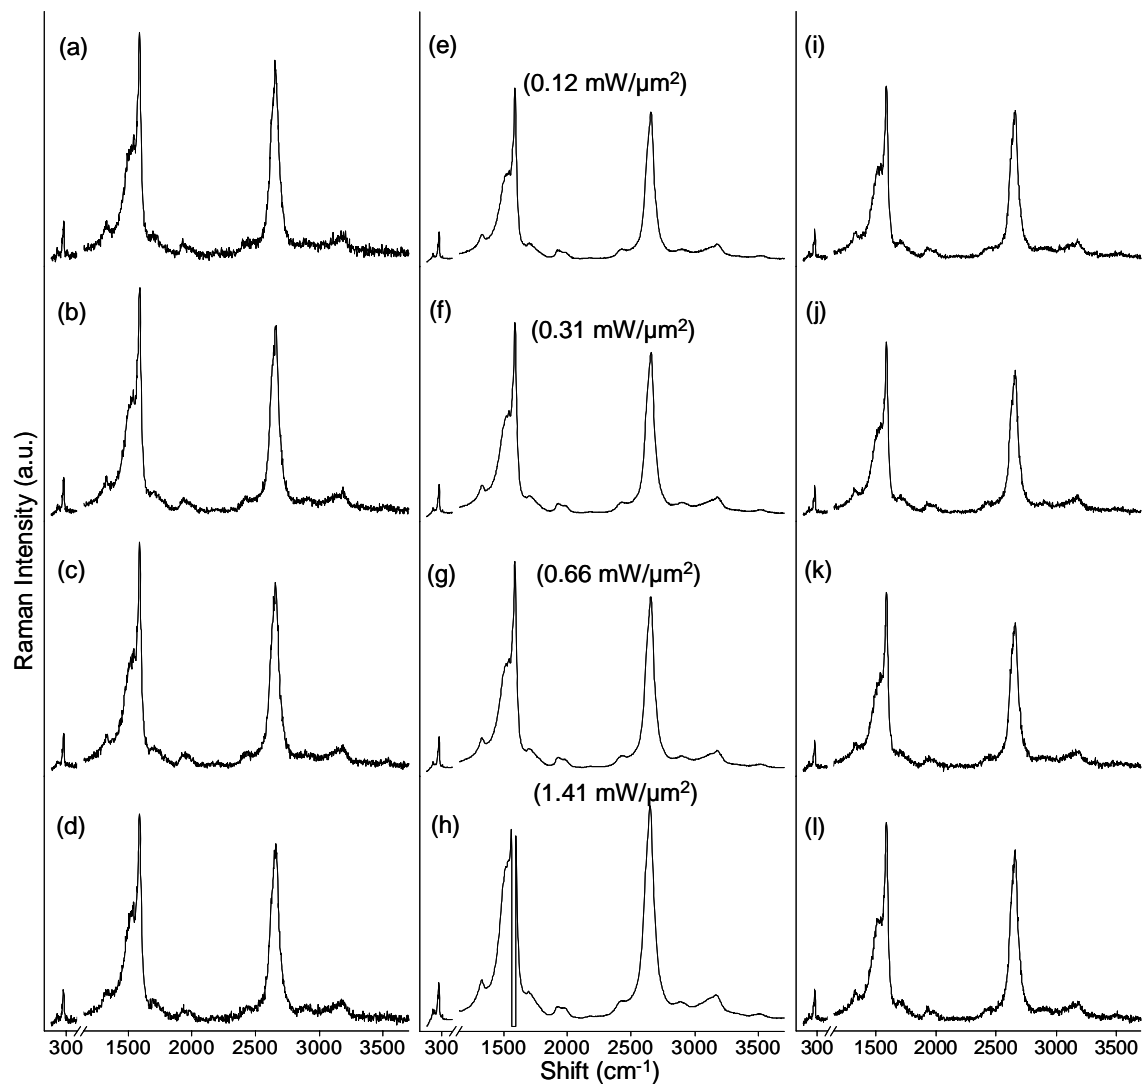 (a)
(e)
(i)
(0.12 mW/µm²)
(b)
(f)
(j)
(0.31 mW/µm²)
(c)
(g)
(k)
(0.66 mW/µm²)
(1.41 mW/µm²)
(d)
(h)
(l)
Raman Intensity (a.u.)
300 1500 2000 2500 3000 3500 300 1500 2000 2500 3000 3500 300 1500 2000 2500 3000 3500
Shift (cm⁻¹)